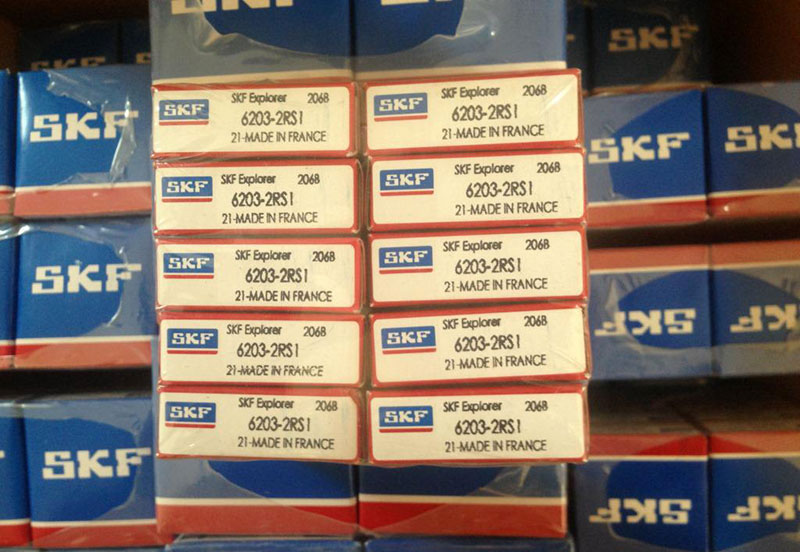 SKF
SKF
SKF
SKF
SKF Explorer 2068
6203-2RS1
21-MADE IN FRANCE
SKF
SKF Explorer 2068
6203-2RS1
21-MADE IN FRANCE
SKF
SKF Explorer 2068
6203-2RS1
21-MADE IN FRANCE
SKF
SKF Explorer 2068
6203-2RS1
21-MADE IN FRANCE
SKF
SKF Explorer 2068
6203-2RS1
21-MADE IN FRANCE
SKF
SKF Explorer 2068
6203-2RS1
21-MADE IN FRANCE
SKF
SKF Explorer 2068
6203-2RS1
21-MADE IN FRANCE
SKF
SKF Explorer 2068
6203-2RS1
21-MADE IN FRANCE
SKF
SKF Explorer 2068
6203-2RS1
21-MADE IN FRANCE
SKF
SKF Explorer 2068
6203-2RS1
21-MADE IN FRANCE
SKF
SKF
SKF
SKF
SKF
SKF
SKF
SKF
SKF